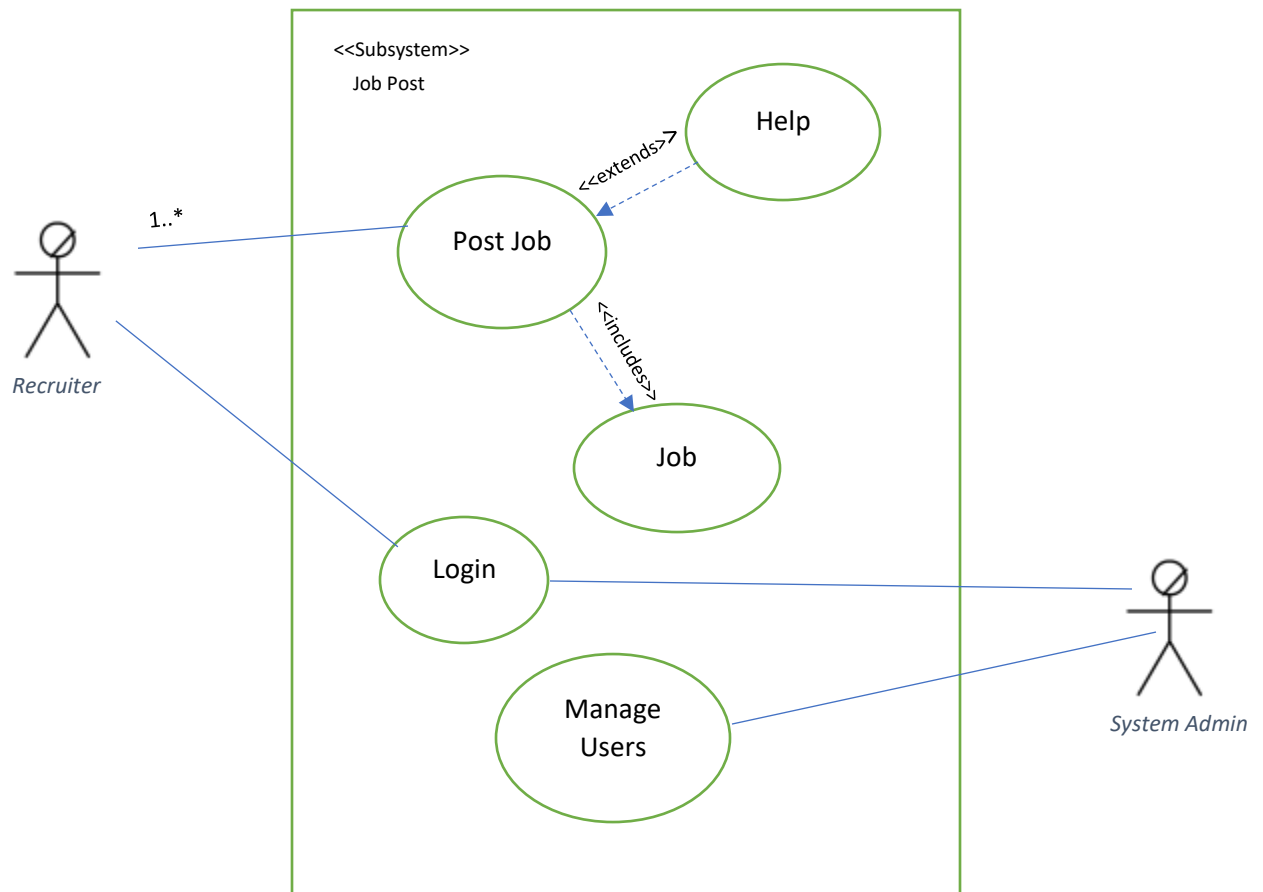 <<Subsystem>>
Job Post
Help
<<extends>>
1..*
Post Job
<<includes>>
Recruiter
Job
Login
Manage
Users
System Admin